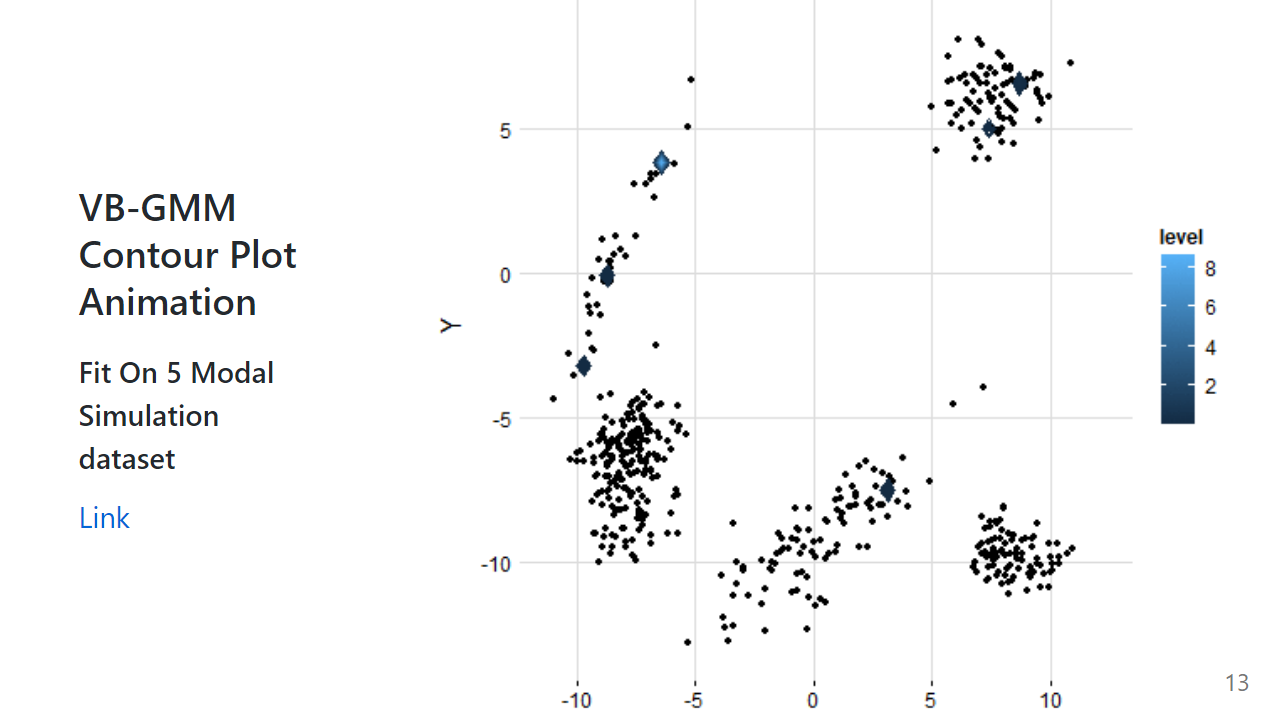 VB-GMM
Contour Plot
Animation
Fit On 5 Modal
Simulation
dataset
Link
Y
5
0
-5
-10
-10
-5
0
5
10
level
8
6
4
2
13